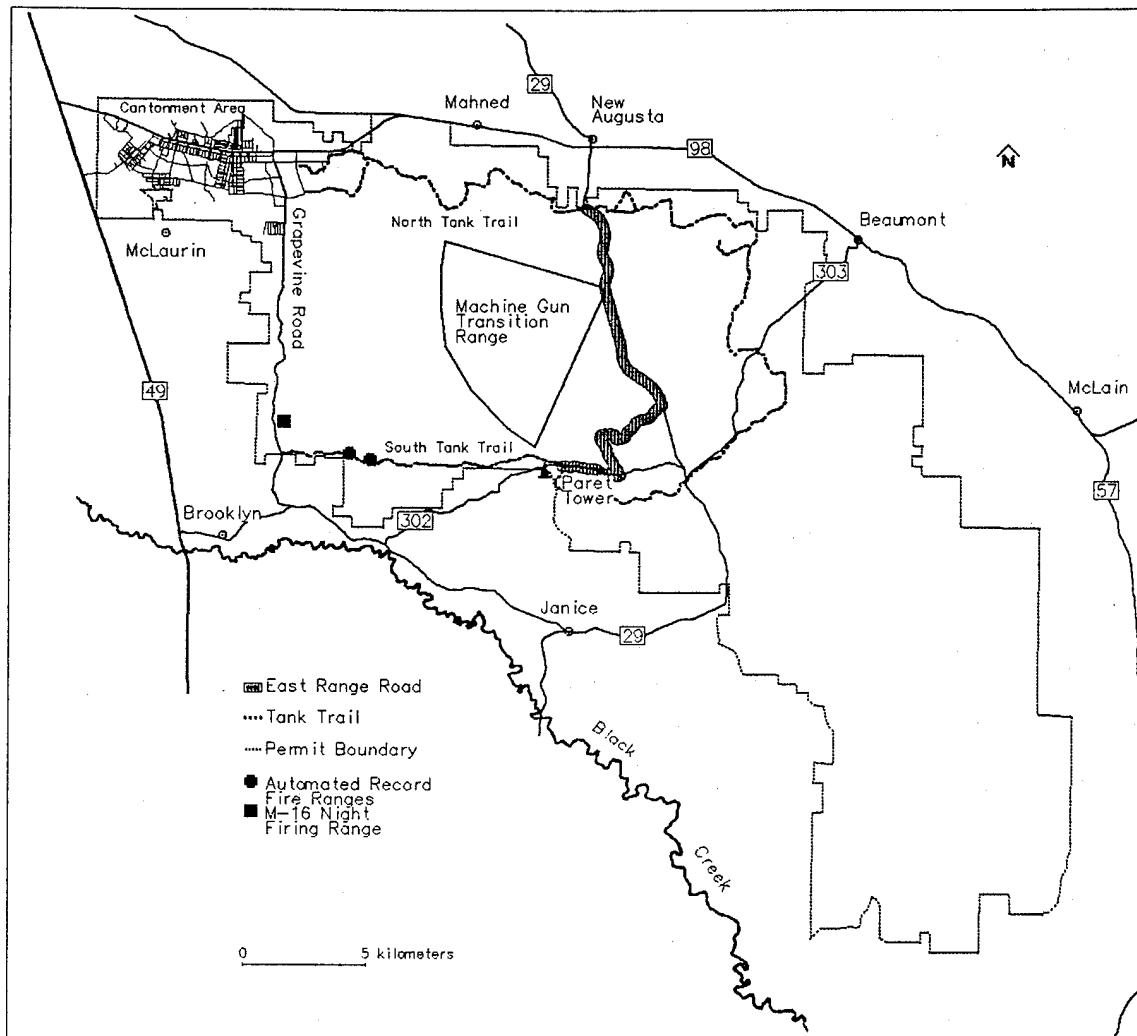 29
Mahned
New
Augusta
Cantonment Area
98
N
McLaurin
Grapevine Road
North Tank Trail
Beaumont
303
Machine Gun
Transition
Range
49
McLain
South Tank Trail
Paret
Tower
57
Brooklyn
302
Janice
29
East Range Road
Tank Trail
Permit Boundary
Automated Record
Fire Ranges
M-16 Night
Firing Range
Black
Creek
0 5 kilometers